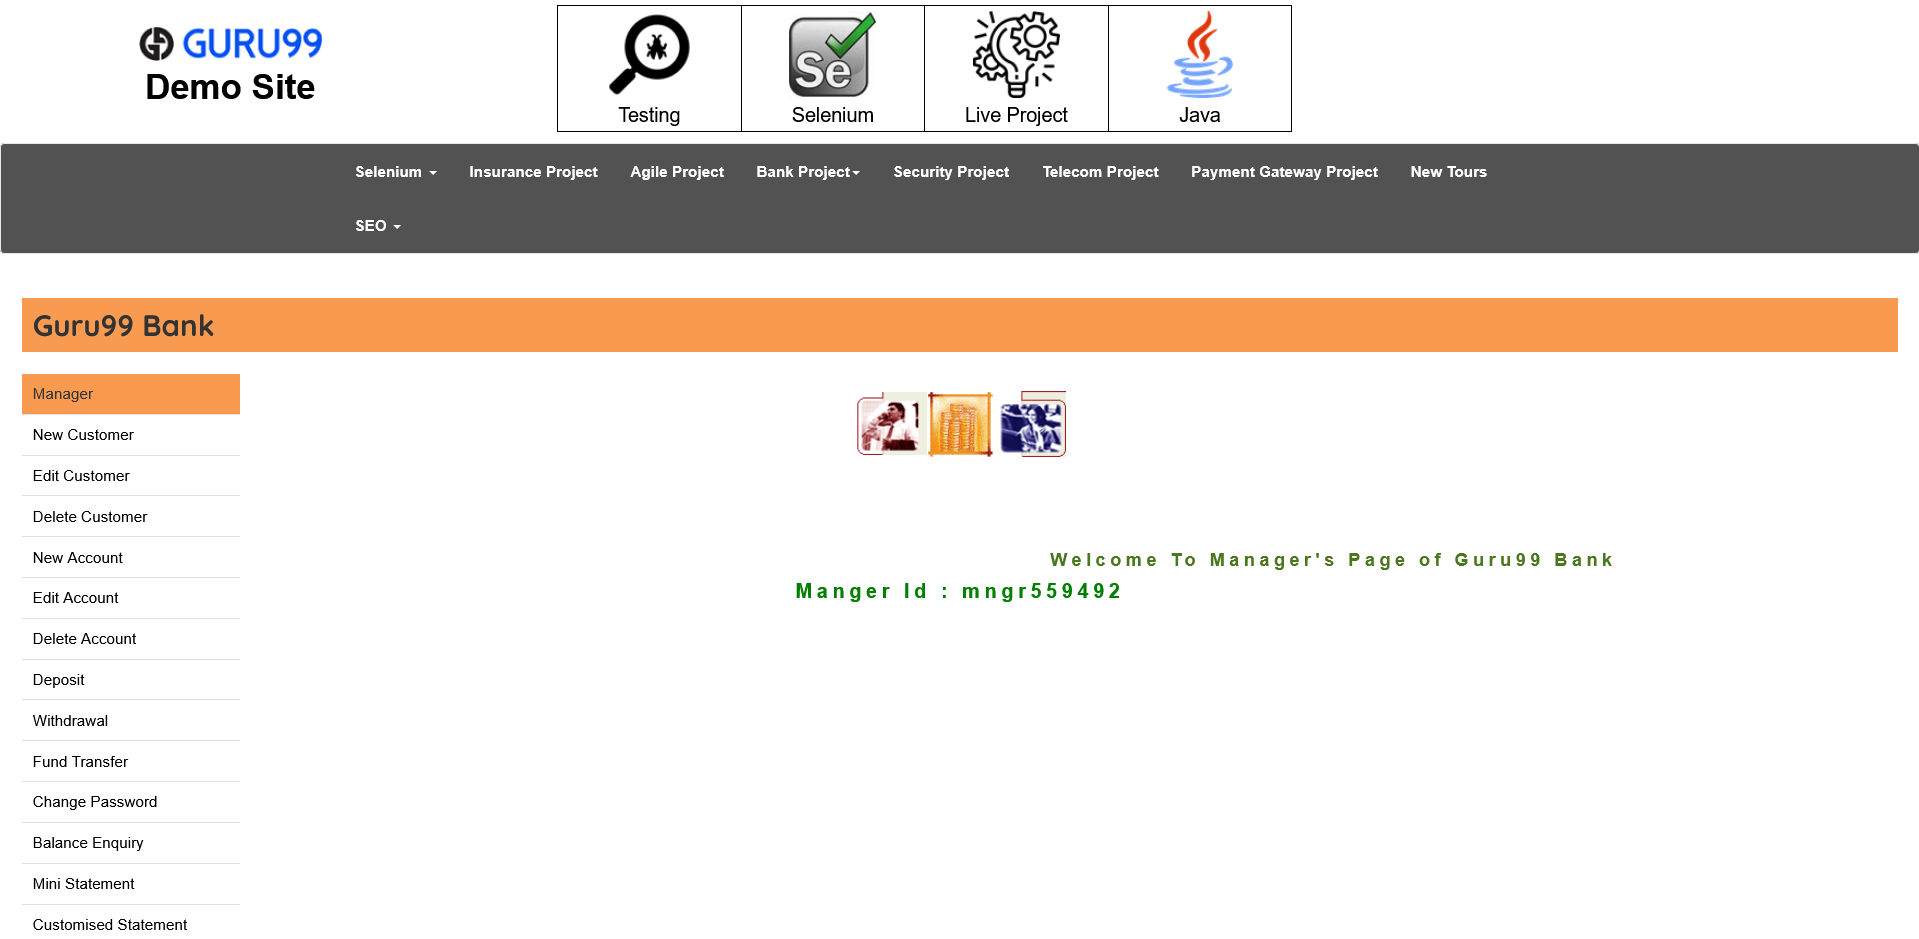 GURU99
Demo Site
Testing
Selenium
Se
Live Project
Java
Selenium
Insurance Project
Agile Project
Bank Project
Security Project
Telecom Project
Payment Gateway Project
New Tours
SEO
Guru99 Bank
Manager
New Customer
Edit Customer
Delete Customer
New Account
Edit Account
Delete Account
Deposit
Withdrawal
Fund Transfer
Change Password
Balance Enquiry
Mini Statement
Customised Statement
Welcome To Manager's Page of Guru99 Bank
Manger Id : mngr559492